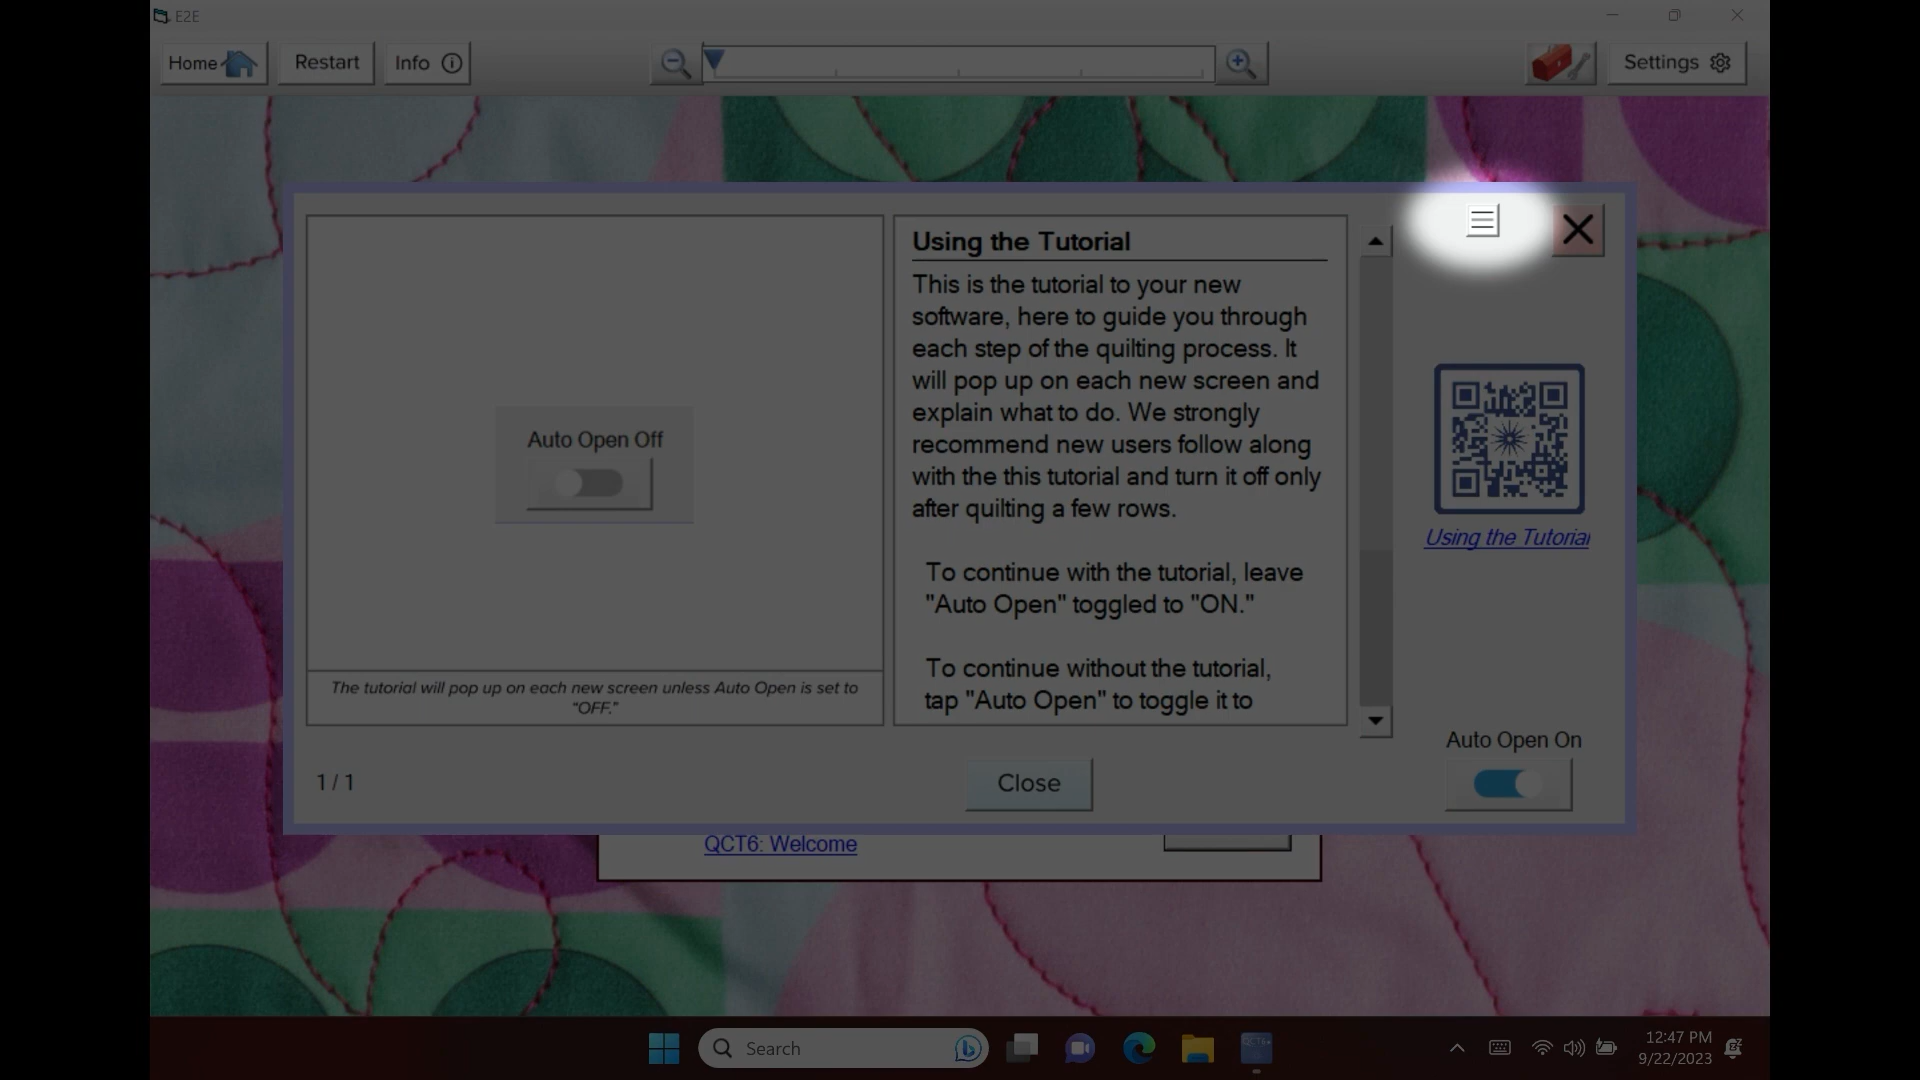 E2E
Home
Restart
Info
Settings
Auto Open Off
The tutorial will pop up on each new screen unless Auto Open is set to
"OFF."
1 / 1
Using the Tutorial
This is the tutorial to your new
software, here to guide you through
each step of the quilting process. It
will pop up on each new screen and
explain what to do. We strongly
recommend new users follow along
with the this tutorial and turn it off only
after quilting a few rows.
To continue with the tutorial, leave
"Auto Open" toggled to "ON."
To continue without the tutorial,
tap "Auto Open" to toggle it to
Close
Using the Tutorial
Auto Open On
QCT6: Welcome
Search
12:47 PM
9/22/2023